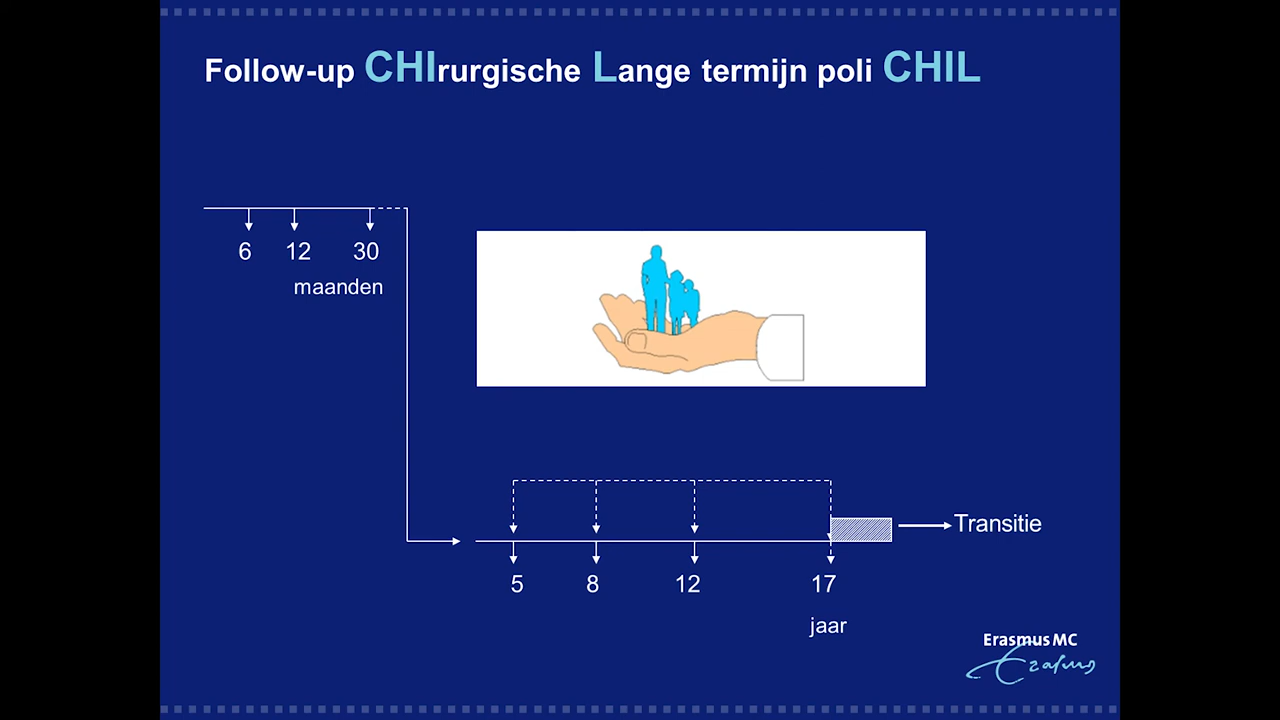 Follow-up CHIrurgische Lange termijn poli CHIL
6 12 30
maanden
Transitie
5 8 12 17
jaar
Erasmus MC
Erasmus